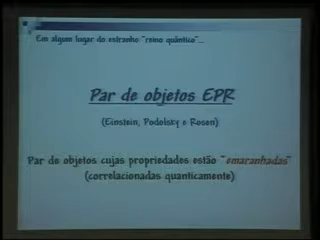 Em algum lugar do estranho "reino quântico"...
Par de objetos EPR
(Einstein, Podolsky e Rosen)
Par de objetos cujas propriedades estão "emaranhadas"
(correlacionadas quanticamente)